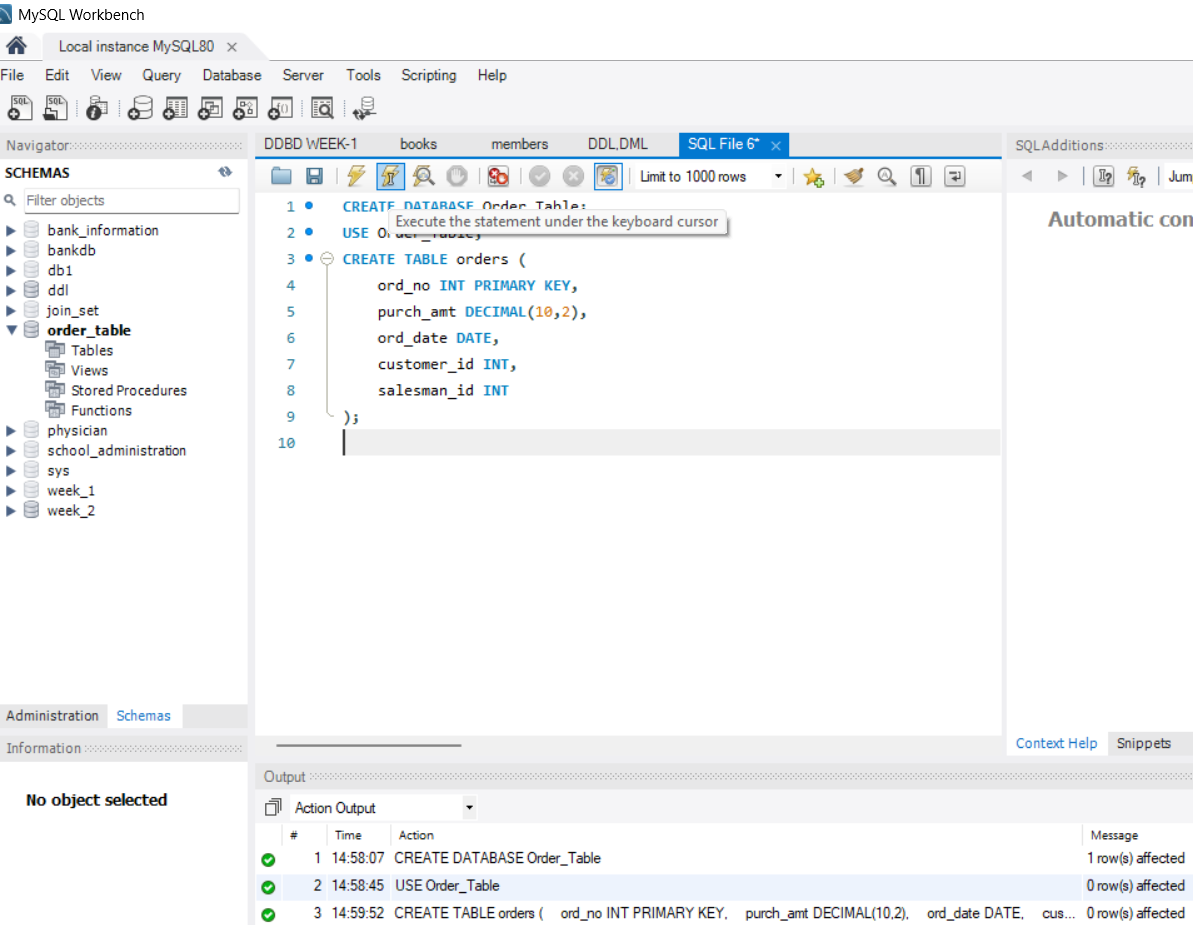 MySQL Workbench
Local instance MySQL80
File Edit View Query Database Server Tools Scripting Help
SQL SQL
Navigator
SCHEMAS
Filter objects
bank_information
bankdb
db1
ddl
join_set
order_table
Tables
Views
Stored Procedures
Functions
physician
school_administration
sys
week_1
week_2
Administration Schemas
Information
No object selected
DDBD WEEK-1 books members DDL,DML SQL File 6*
Limit to 1000 rows
1 CREATE DATABASE Order_Table;
Execute the statement under the keyboard cursor
2 USE Order_Table;
3 CREATE TABLE orders (
4 ord_no INT PRIMARY KEY,
5 purch_amt DECIMAL(10,2),
6 ord_date DATE,
7 customer_id INT,
8 salesman_id INT
9 );
10
SQLAdditions
Jum
Automatic con
Context Help Snippets
Output
Action Output
# Time Action Message
1 14:58:07 CREATE DATABASE Order_Table 1 row(s) affected
2 14:58:45 USE Order_Table 0 row(s) affected
3 14:59:52 CREATE TABLE orders ( ord_no INT PRIMARY KEY, purch_amt DECIMAL(10,2), ord_date DATE, cus... 0 row(s) affected